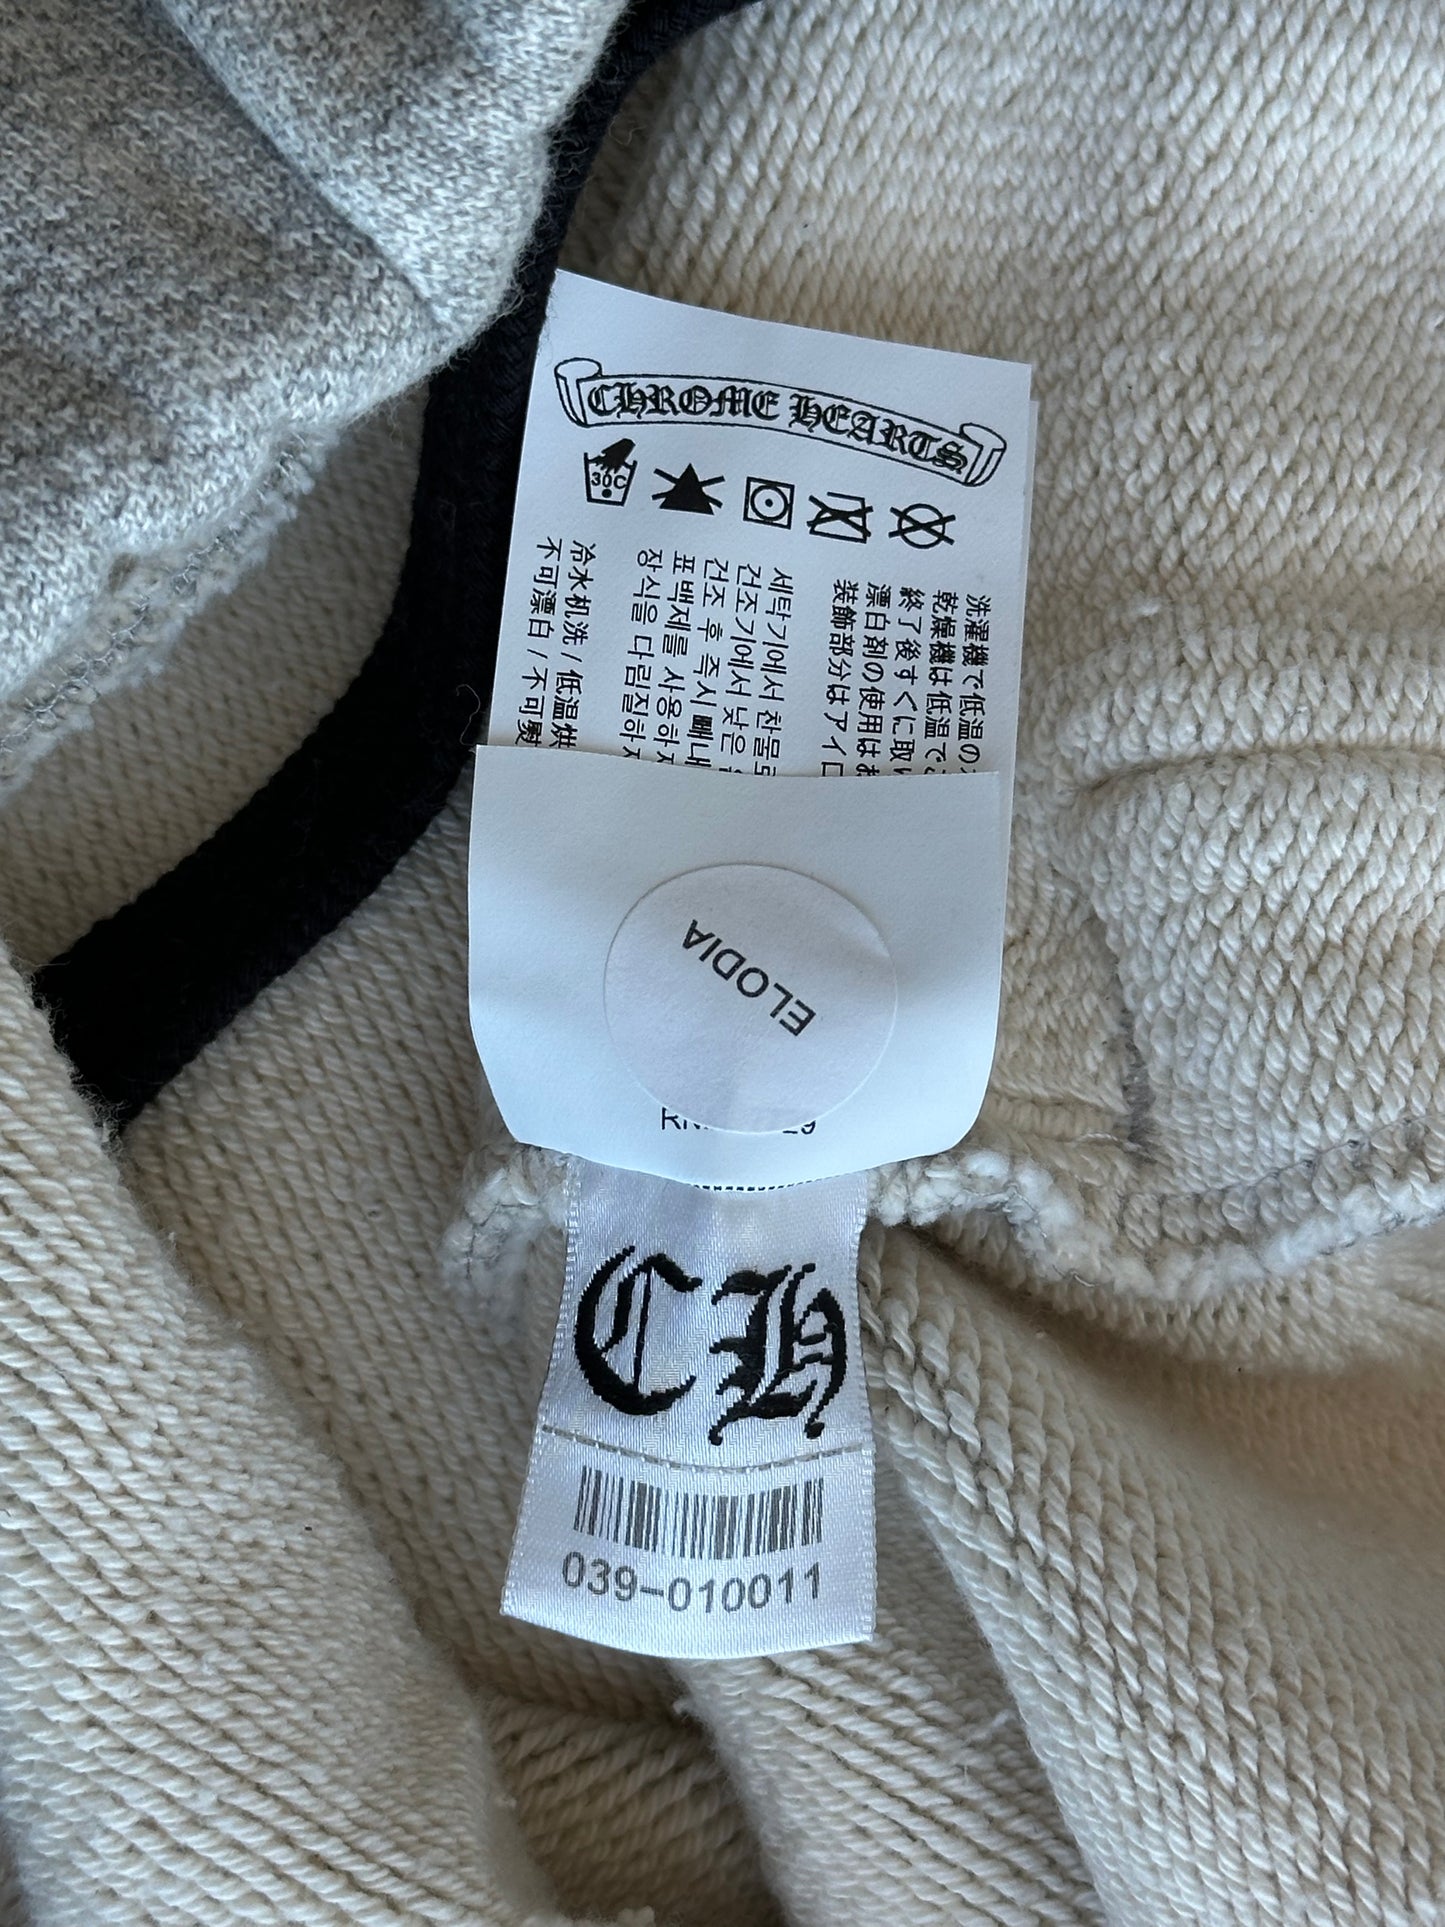 CHROME HEARTS
30C
洗濯機で低温の
乾燥機は低温で
終了後すぐに取
漂白剤の使用は
装飾部分はアイロ
세탁기에서 찬물
건조기에서 낮은
건조 후 즉시 빼내
표백제를 사용하
장식을 다림질하
冷水机洗 / 低温烘
不可漂白 / 不可熨
ELODIA
CH
039-010011